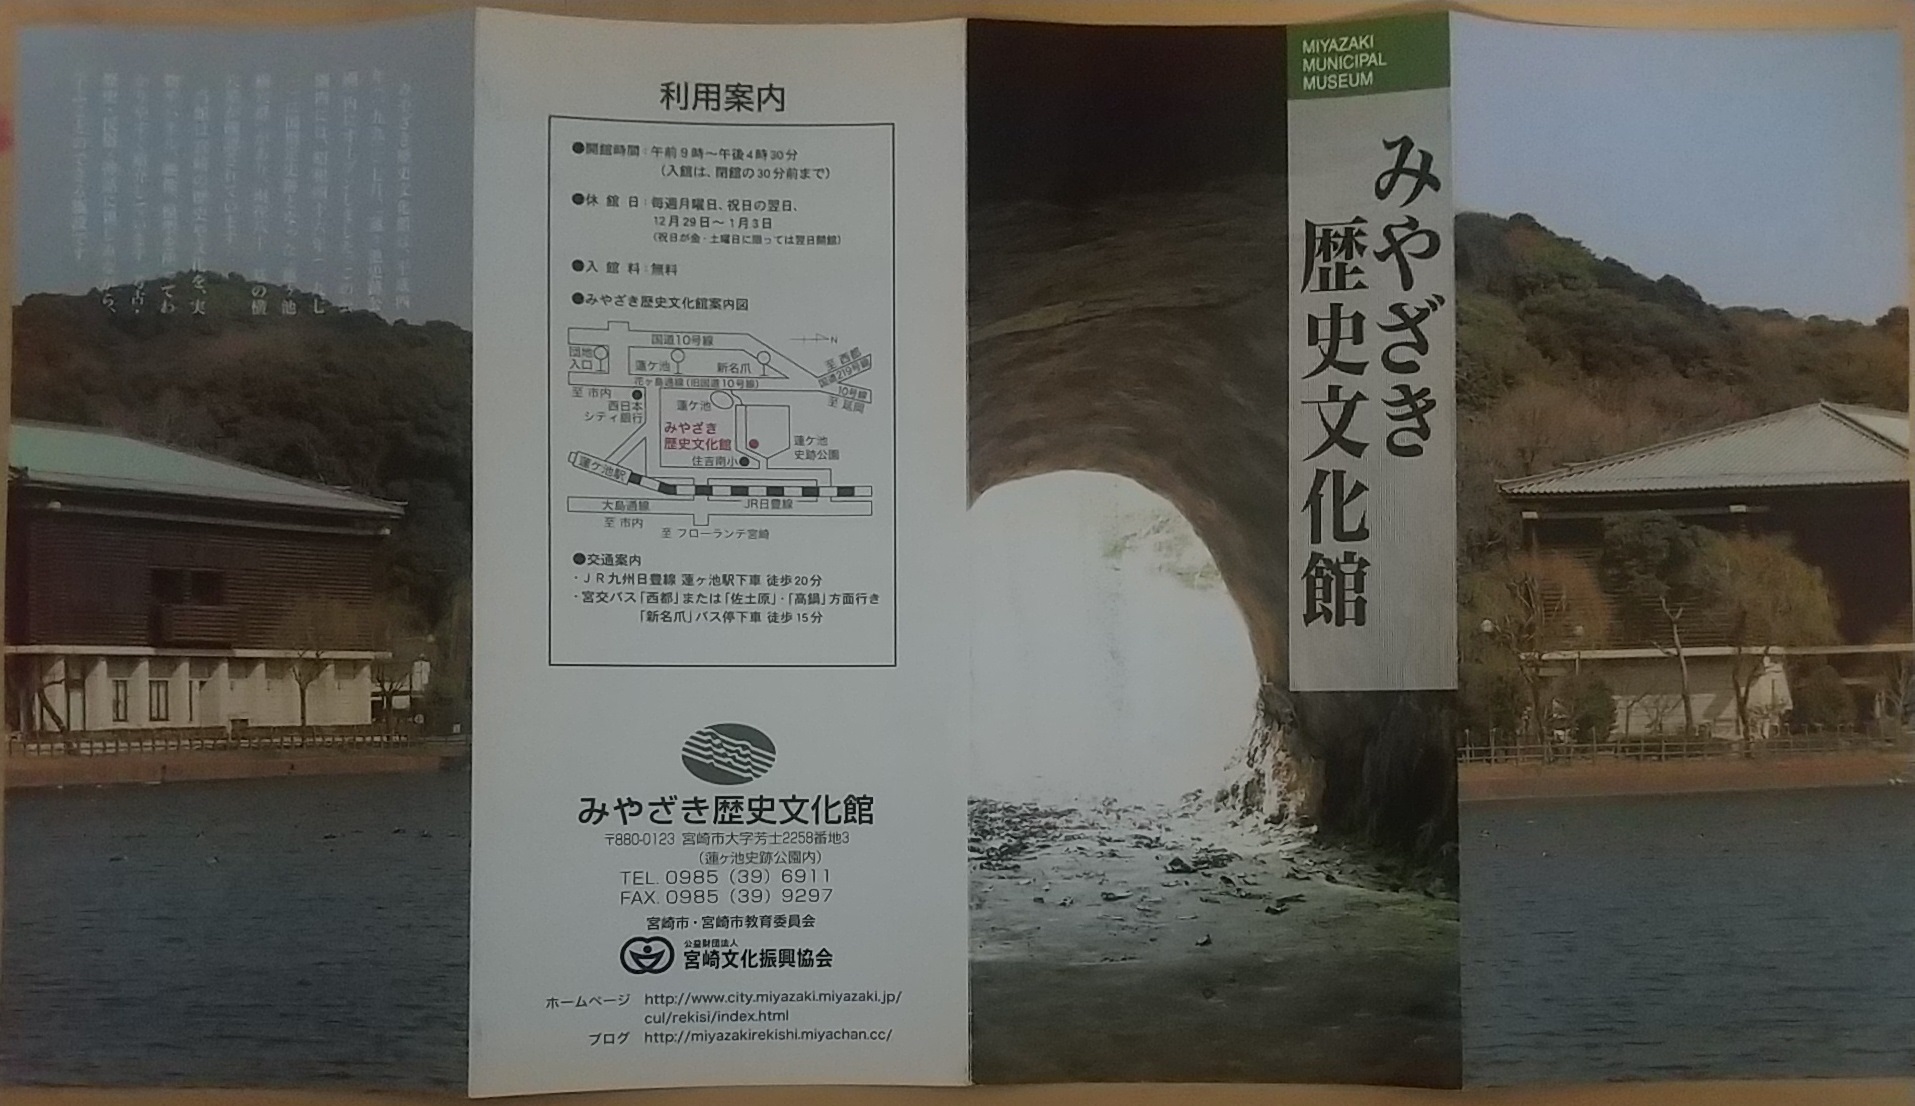 MIYAZAKI
MUNICIPAL
MUSEUM
みやざき
歴史文化館
利用案内
●開館時間：午前9時～午後4時30分
（入館は、閉館の30分前まで）
●休 館 日：毎週月曜日、祝日の翌日、
12月29日～1月3日
（祝日が金・土曜日に限っては翌日開館）
●入 館 料：無料
●みやざき歴史文化館案内図
国道10号線
N
団地
入口
蓮ケ池
新名爪
至 西都
国道219号線
花ヶ島通線（旧国道10号線）
10号線
至 延岡
至 市内
西日本
シティ銀行
蓮ケ池
みやざき
歴史文化館
蓮ケ池
史跡公園
住吉南小
蓮ケ池駅
大島通線
JR日豊線
至 市内
至 フローランテ宮崎
●交通案内
・JR九州日豊線 蓮ヶ池駅下車 徒歩20分
・宮交バス「西都」または「佐土原」・「高鍋」方面行き
「新名爪」バス停下車 徒歩15分
みやざき歴史文化館
〒880-0123 宮崎市大字芳士2258番地3
（蓮ヶ池史跡公園内）
TEL. 0985（39）6911
FAX. 0985（39）9297
宮崎市・宮崎市教育委員会
公益財団法人
宮崎文化振興協会
ホームページ http://www.city.miyazaki.miyazaki.jp/
cul/rekisi/index.html
ブログ http://miyazakirekishi.miyachan.cc/